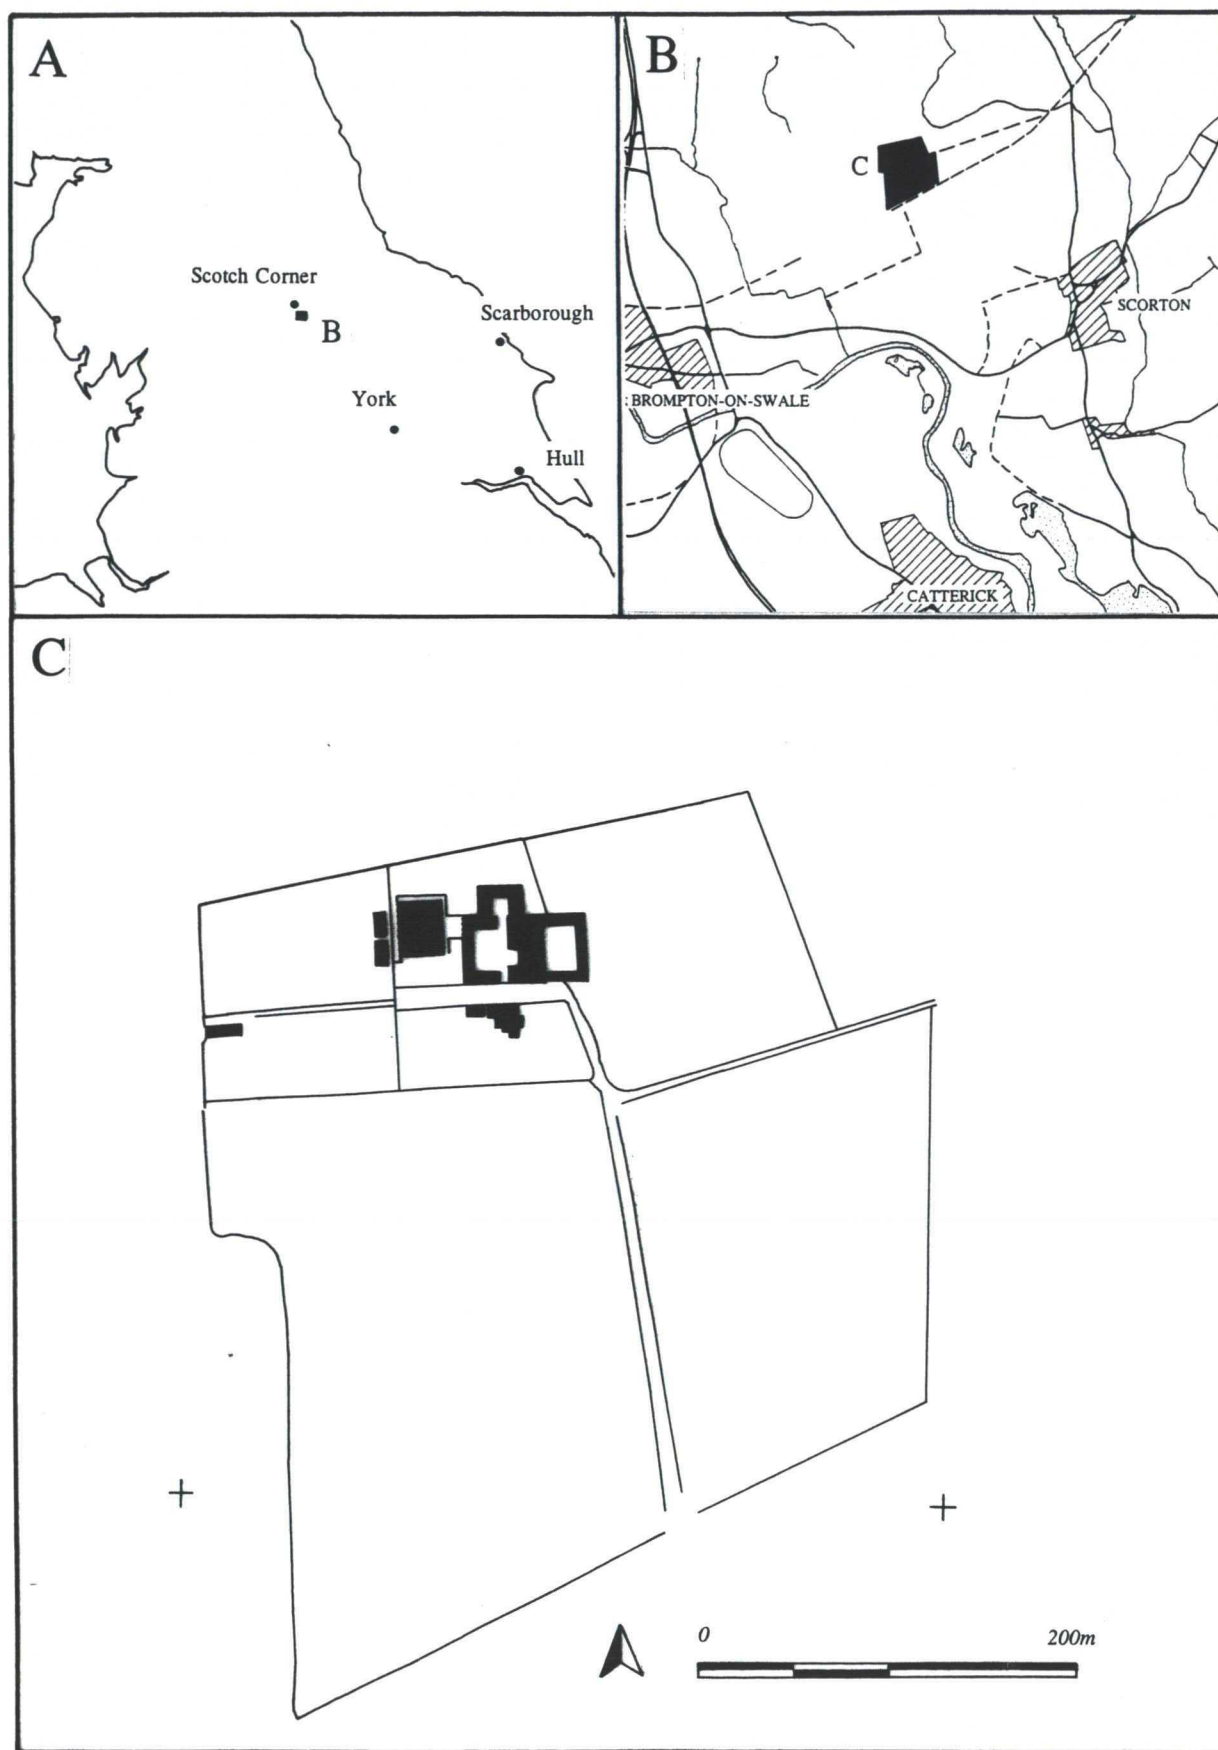 A
Scotch Corner
B
Scarborough
York
Hull
B
C
SCORTON
BROMPTON-ON-SWALE
CATTERICK
C
0
200m